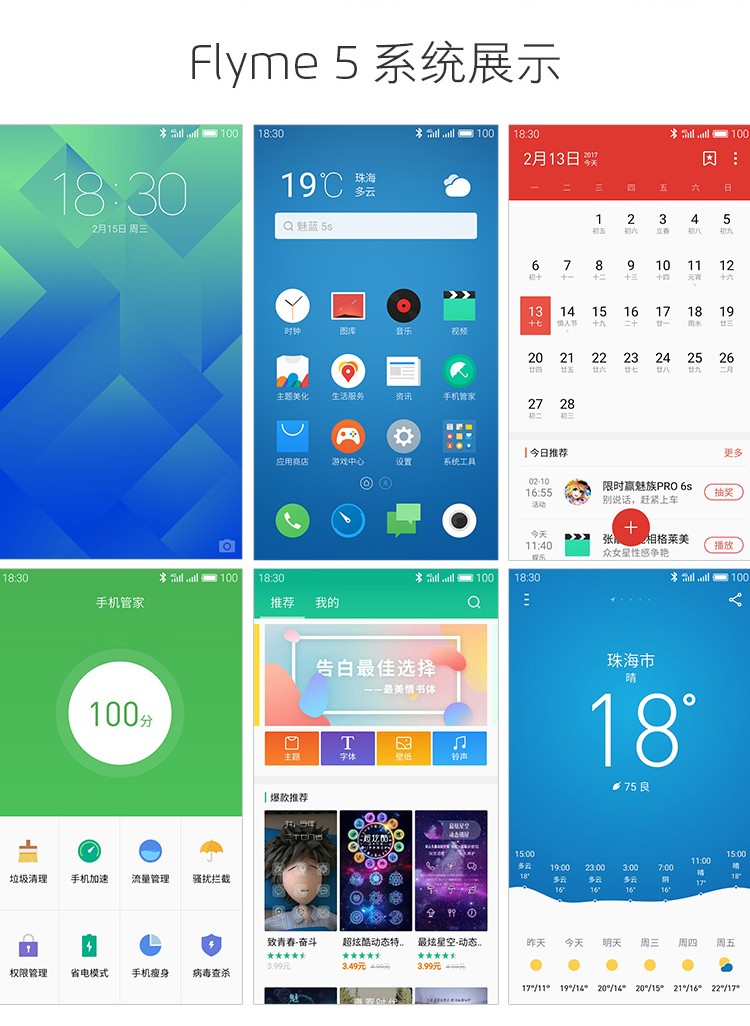 Flyme 5 系统展示
100
18:30
2月15日 周三
18:30
100
19℃
珠海
多云
魅蓝 5s
时钟
图库
音乐
视频
主题美化
生活服务
资讯
手机管家
应用商店
游戏中心
设置
系统工具
A
18:30
100
2月13日
2017
今天
一 二 三 四 五 六 日
1 2 3 4 5
初五 初六 立春 初八 初九
6 7 8 9 10 11 12
初十 十一 十二 十三 十四 元宵 十六
13 14 15 16 17 18 19
十七 情人节 十九 二十 廿一 雨水 廿三
20 21 22 23 24 25 26
廿四 廿五 廿六 廿七 廿八 廿九 二月
27 28
初二 初三
今日推荐
更多
02-10
16:55
活动
限时赢魅族PRO 6s
别说话，赶紧上车
抽奖
今天
11:40
娱乐
相格莱美
众女星性感争艳
播放
18:30
100
手机管家
100分
垃圾清理
手机加速
流量管理
骚扰拦截
权限管理
省电模式
手机瘦身
病毒查杀
18:30
100
推荐
我的
告白最佳选择
——最美情书体
主题
T
字体
壁纸
铃声
爆款推荐
超炫酷
最炫星空
动态锁屏
致青春-奋斗
3.99元
超炫酷动态特..
3.49元 4.99元
最炫星空-动态..
3.99元 4.99元
18:30
100
珠海市
晴
18°
75 良
15:00 19:00 23:00 3:00 7:00 11:00 15:00
多云 多云 多云 多云 阴 晴 晴
18° 16° 16° 16° 16° 17° 18°
昨天 今天 明天 周三 周四 周五
17°/11° 19°/14° 20°/14° 20°/15° 21°/16° 22°/17°